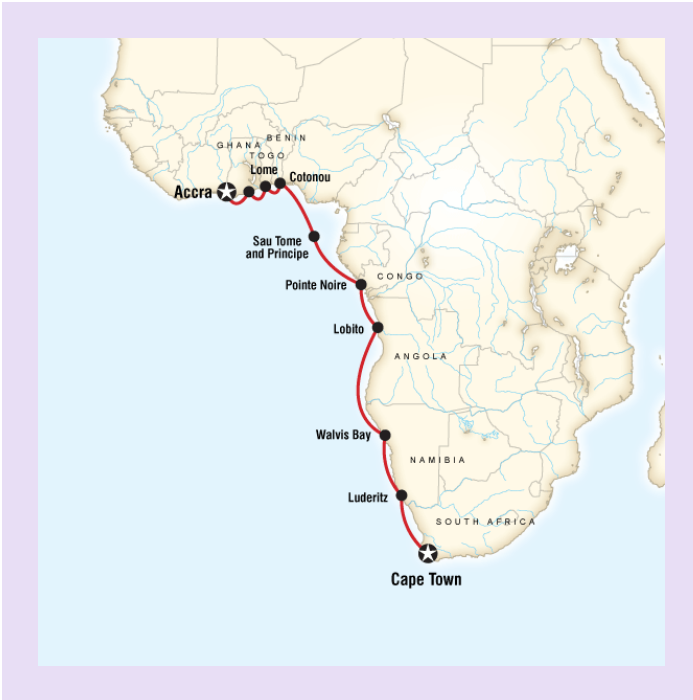 GHANA
BENIN
TOGO
Lome
Cotonou
Accra
Sau Tome
and Principe
CONGO
Pointe Noire
Lobito
ANGOLA
Walvis Bay
NAMIBIA
Luderitz
SOUTH AFRICA
Cape Town